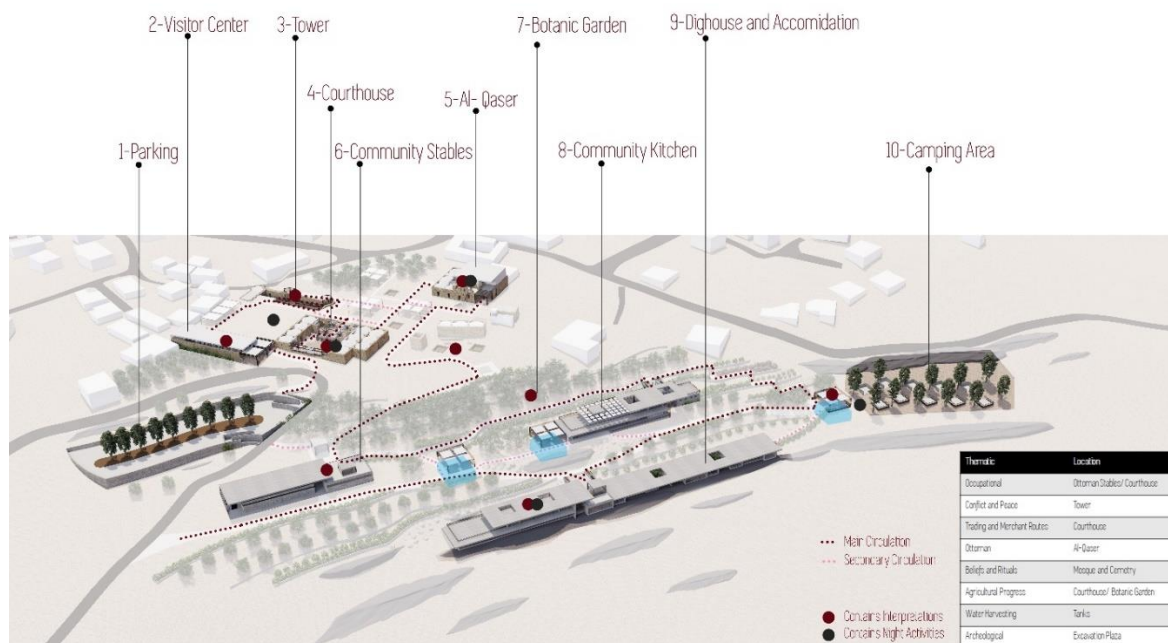 2-Visitor Center
3-Tower
7-Botanic Garden
9-Dighouse and Accomidation
4-Courthouse
5-Al- Qaser
1-Parking
6-Community Stables
8-Community Kitchen
10-Camping Area
Thematic Location
Occupational Ottoman Stables/ Courthouse
Conflict and Peace Tower
Trading and Merchant Routes Courthouse
Ottoman Al-Qaser
Beliefs and Rituals Mosque and Cemetry
Agricultural Progress Courthouse/ Botanic Garden
Water Harvesting Tanks
Archeological Excavation Plaza
Main Circulation
Secondary Circulation
Contains Interpretations
Contains Night Activities